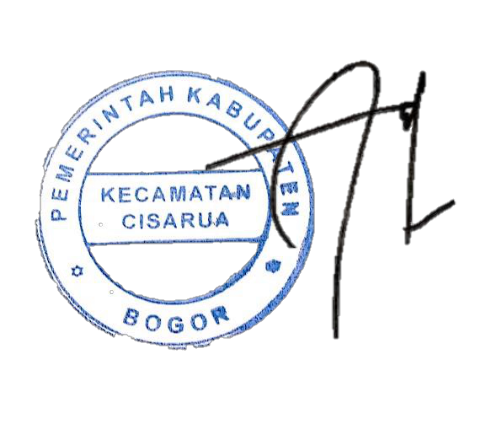 PEMERINTAH KABUPATEN
KECAMATAN
CISARUA
BOGOR